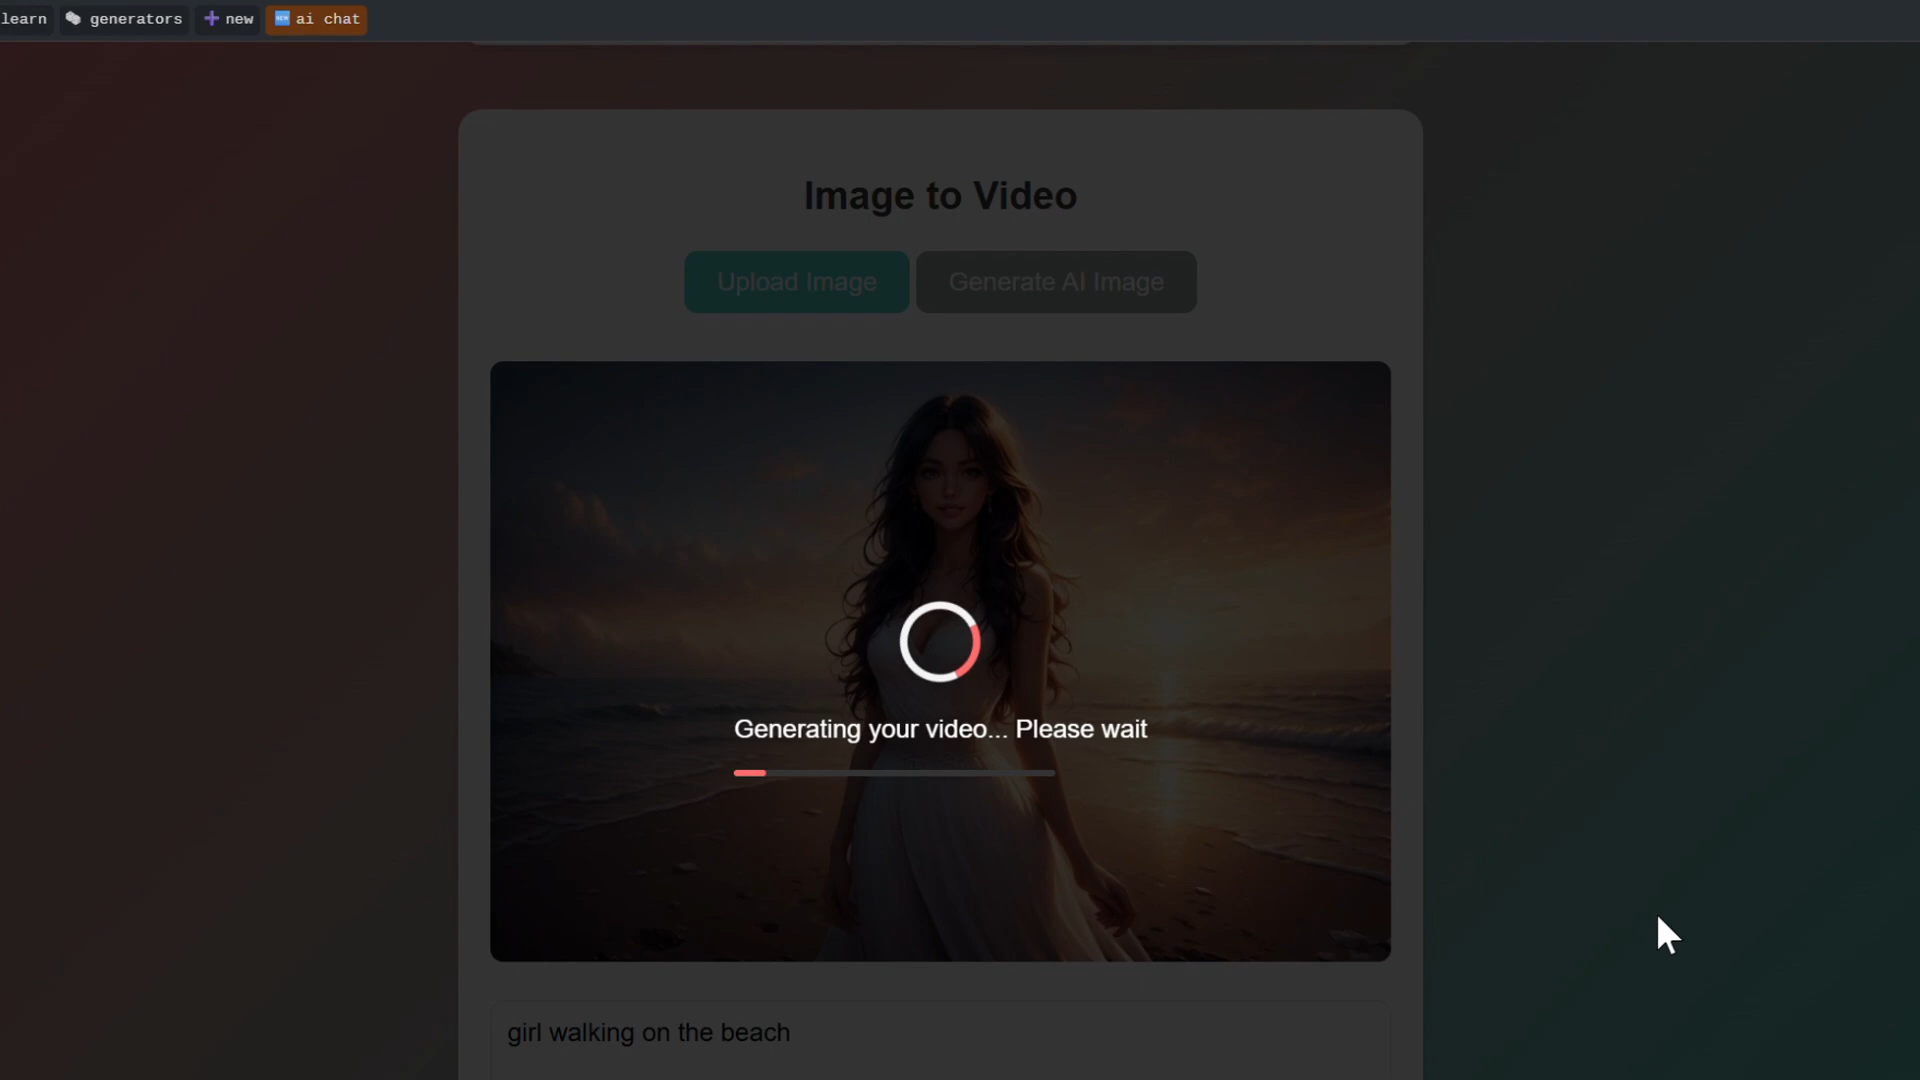 learn generators new ai chat
Image to Video
Upload Image Generate AI Image
Generating your video... Please wait
girl walking on the beach